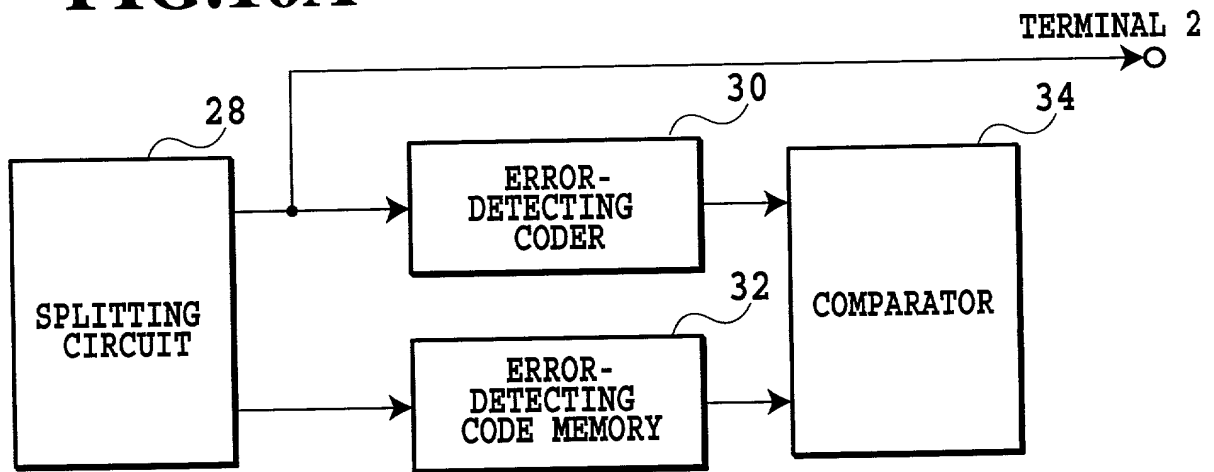 TERMINAL 2
28
30
34
ERROR-
DETECTING
CODER
SPLITTING
CIRCUIT
COMPARATOR
32
ERROR-
DETECTING
CODE MEMORY